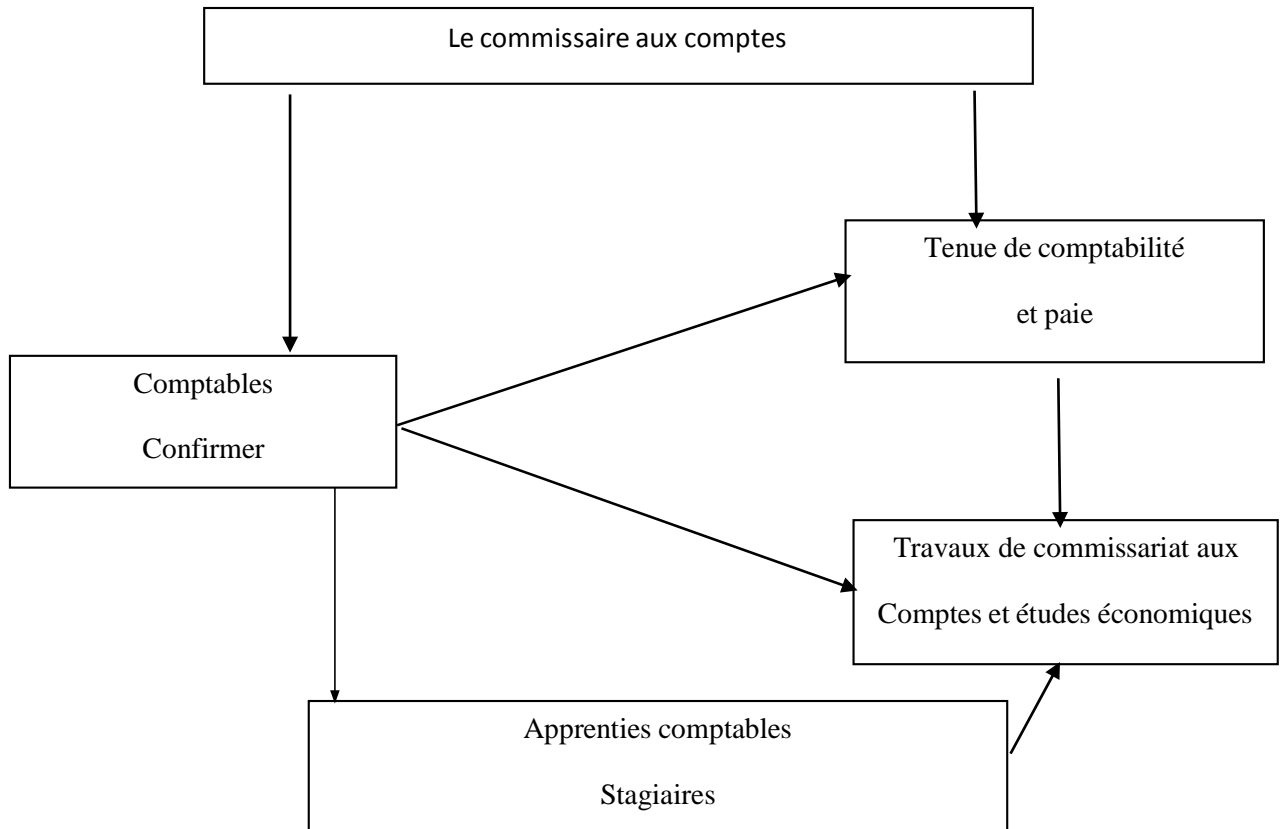 Le commissaire aux comptes
Tenue de comptabilité
et paie
Comptables
Confirmer
Travaux de commissariat aux
Comptes et études économiques
Apprenties comptables
Stagiaires